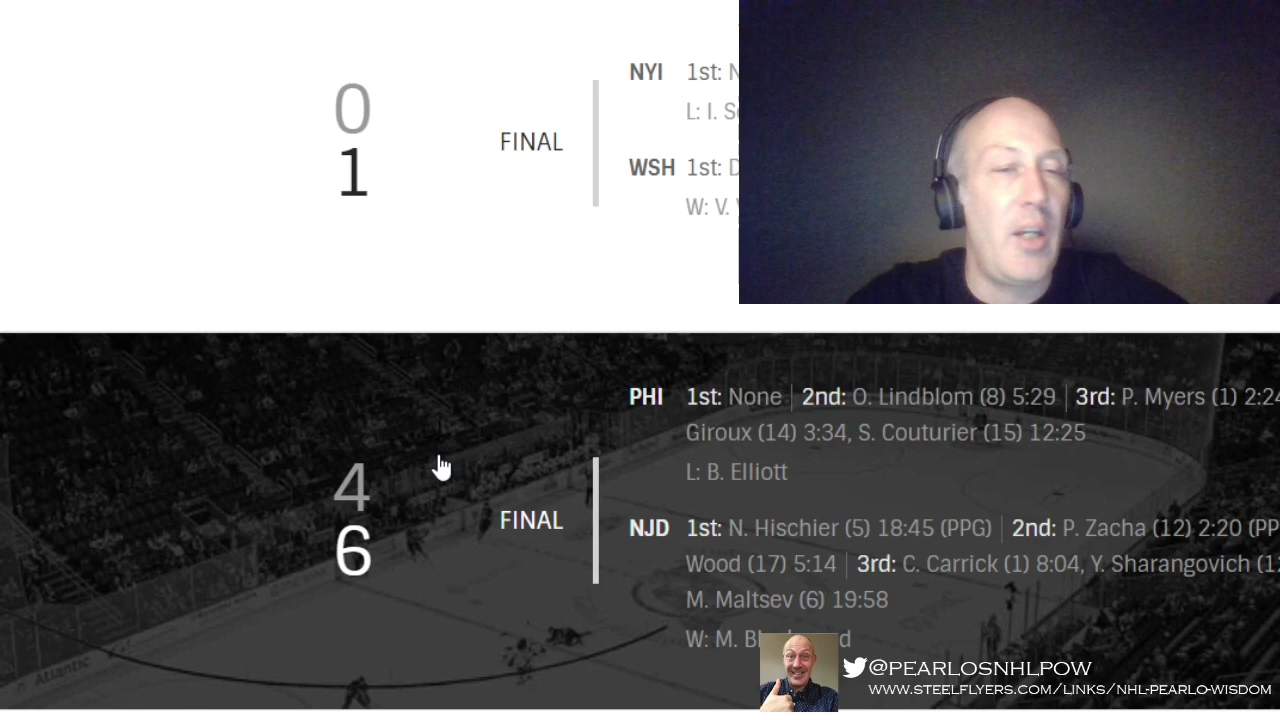 NYI 1st:
0
L: I.
FINAL
1
WSH 1st:
W: V.
PHI 1st: None | 2nd: O. Lindblom (8) 5:29 | 3rd: P. Myers (1) 2:24
Giroux (14) 3:34, S. Couturier (15) 12:25
4
L: B. Elliott
FINAL
6
NJD 1st: N. Hischier (5) 18:45 (PPG) | 2nd: P. Zacha (12) 2:20
Wood (17) 5:14 | 3rd: C. Carrick (1) 8:04, Y. Sharangovich
M. Maltsev (6) 19:58
W: M.
@PEARLOSNHLPOW
WWW.STEELFLYERS.COM/LINKS/NHL-PEARLO-WISDOM